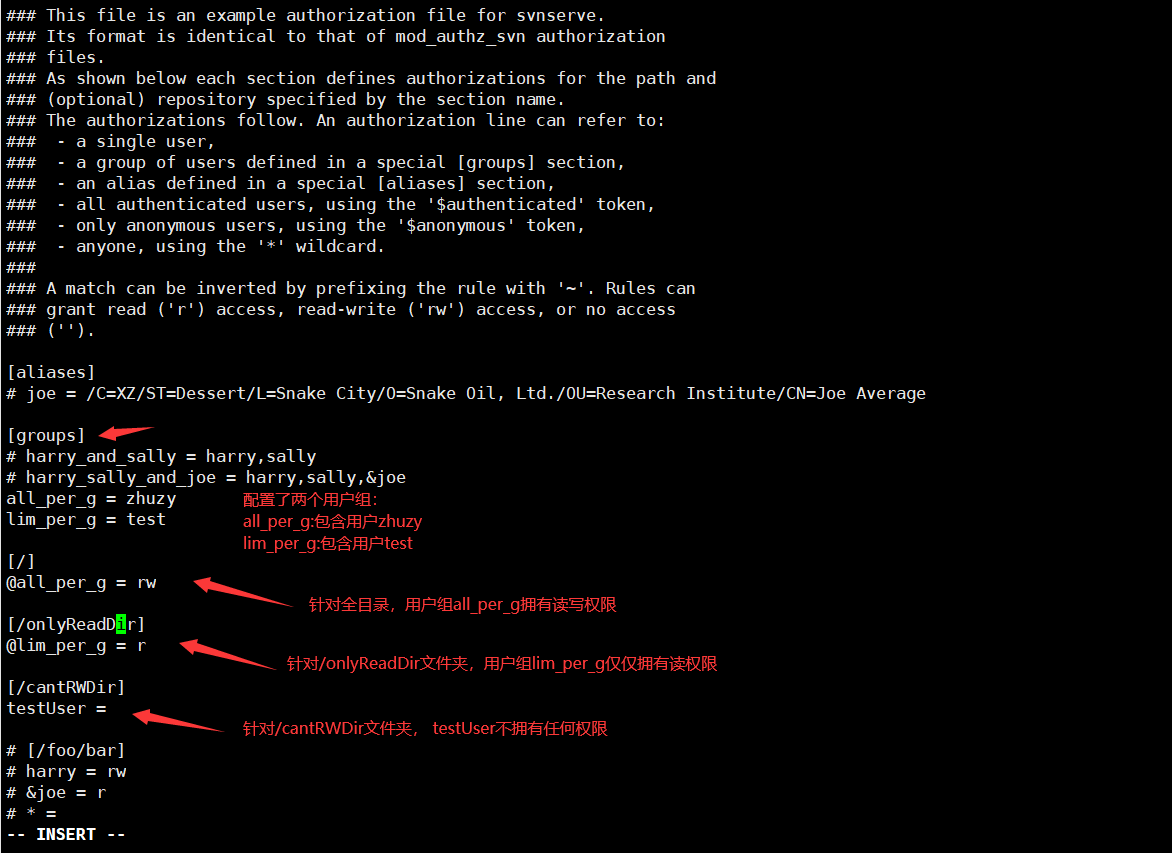 ### This file is an example authorization file for svnserve.
### Its format is identical to that of mod_authz_svn authorization
### files.
### As shown below each section defines authorizations for the path and
### (optional) repository specified by the section name.
### The authorizations follow. An authorization line can refer to:
###  - a single user,
###  - a group of users defined in a special [groups] section,
###  - an alias defined in a special [aliases] section,
###  - all authenticated users, using the '$authenticated' token,
###  - only anonymous users, using the '$anonymous' token,
###  - anyone, using the '*' wildcard.
###
### A match can be inverted by prefixing the rule with '~'. Rules can
### grant read ('r') access, read-write ('rw') access, or no access
### ('').
[aliases]
# joe = /C=XZ/ST=Dessert/L=Snake City/O=Snake Oil, Ltd./OU=Research Institute/CN=Joe Average
[groups]
# harry_and_sally = harry,sally
# harry_sally_and_joe = harry,sally,&joe
all_per_g = zhuzy
lim_per_g = test
配置了两个用户组：
all_per_g:包含用户zhuzy
lim_per_g:包含用户test
[/]
@all_per_g = rw
针对全目录，用户组all_per_g拥有读写权限
[/onlyReadDir]
@lim_per_g = r
针对/onlyReadDir文件夹，用户组lim_per_g仅仅拥有读权限
[/cantRWDir]
testUser =
针对/cantRWDir文件夹， testUser不拥有任何权限
# [/foo/bar]
# harry = rw
# &joe = r
# * =
-- INSERT --